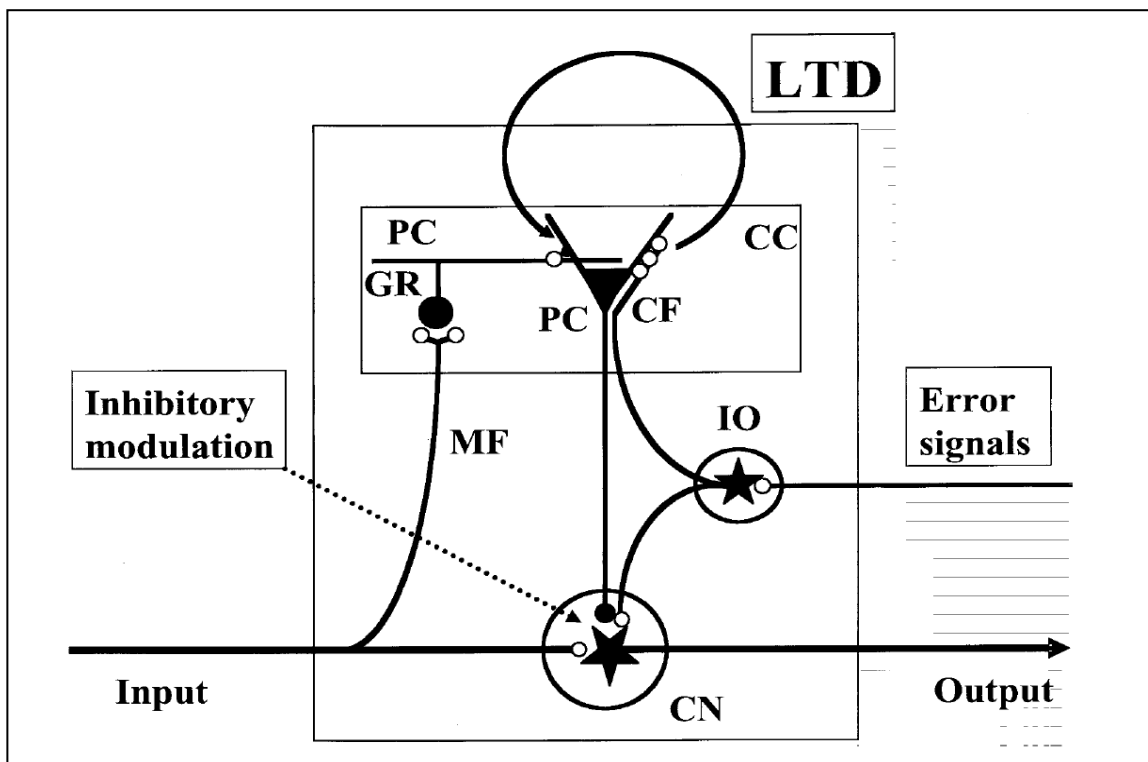 LTD
PC
CC
GR
PC
CF
Inhibitory
modulation
MF
IO
Error
signals
Input
CN
Output